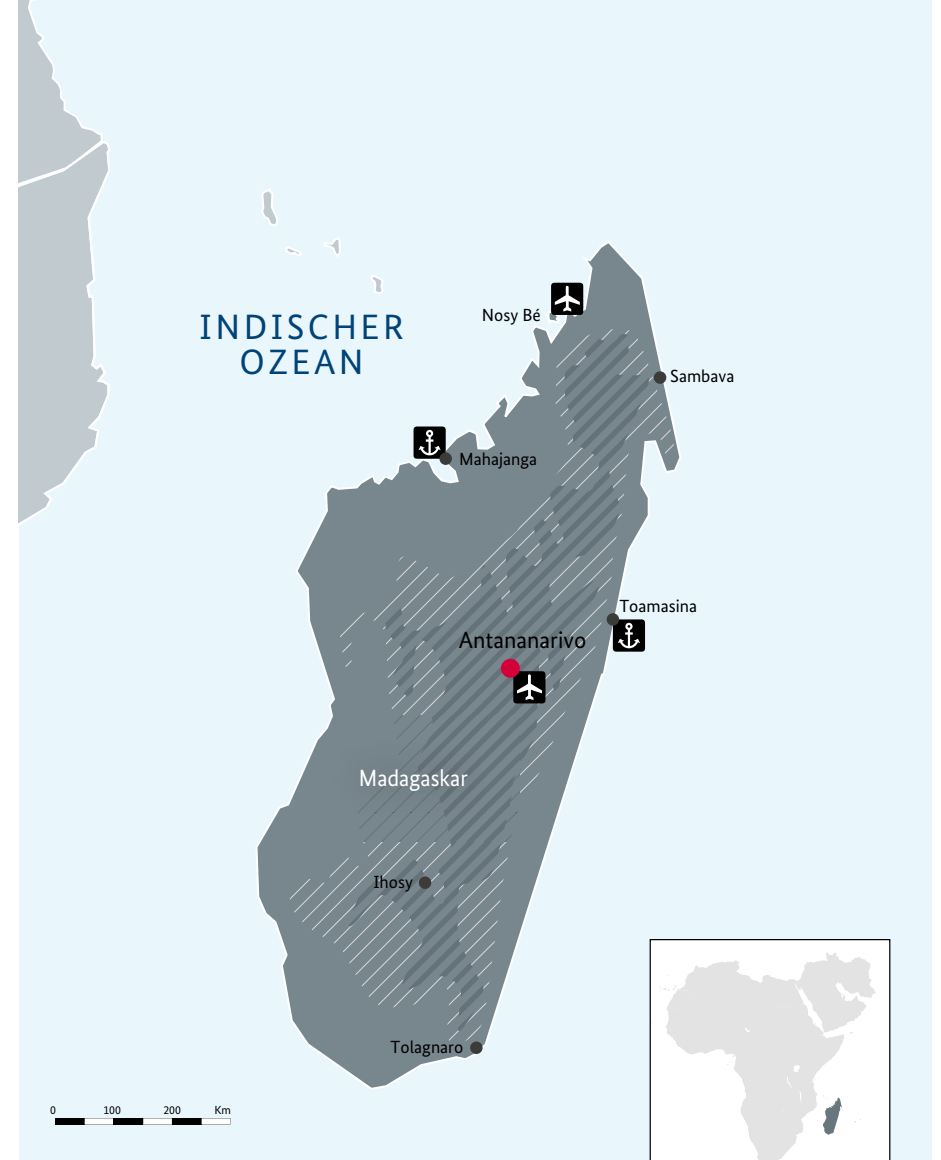 INDISCHER
OZEAN
Nosy Bé
Sambava
Mahajanga
Toamasina
Antananarivo
Madagaskar
Ihosy
Tolagnaro
0 100 200 Km